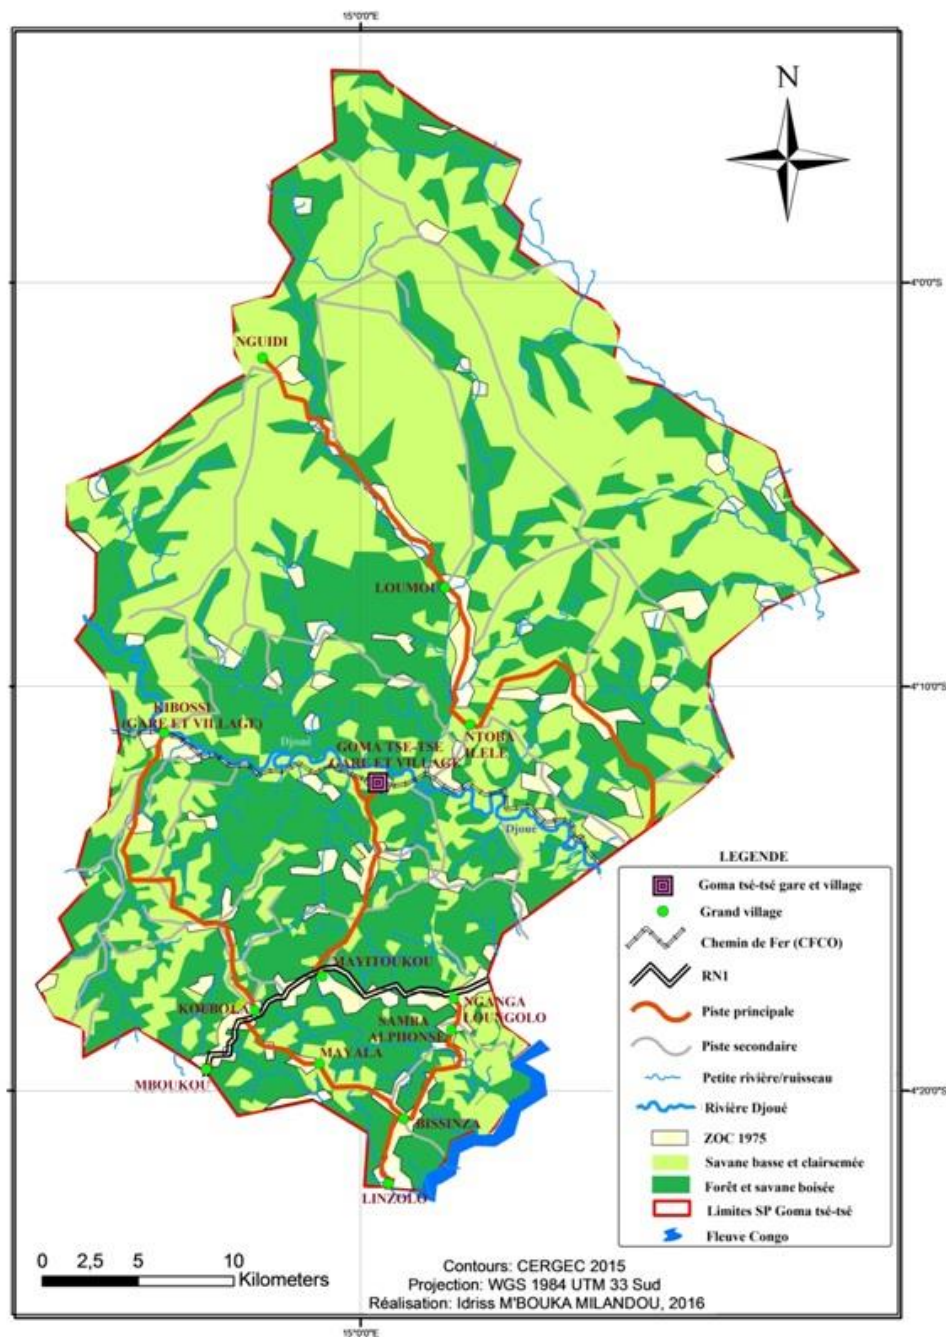 15°0'0"E
N
4°0'0"S
NGUIDI
LOUMOU
4°10'0"S
KIBOSSI
(GARE ET VILLAGE)
Djoué
GOMA TSE-TSE
GARE ET VILLAGE
NTOBA
ILELE
Djoué
MAYITOUKOU
KOUBOLA
NGANGA
LOUNGOLO
SAMBA
ALPHONSE
MAYALA
MBOUKOU
BISSINZA
LINZOLO
4°20'0"S
LEGENDE
Goma tsé-tsé gare et village
Grand village
Chemin de Fer (CFCO)
RN1
Piste principale
Piste secondaire
Petite rivière/ruisseau
Rivière Djoué
ZOC 1975
Savane basse et clairsemée
Forêt et savane boisée
Limites SP Goma tsé-tsé
Fleuve Congo
0 2,5 5 10
Kilometers
Contours: CERGEC 2015
Projection: WGS 1984 UTM 33 Sud
Réalisation: Idriss M'BOUKA MILANDOU, 2016
15°0'0"E